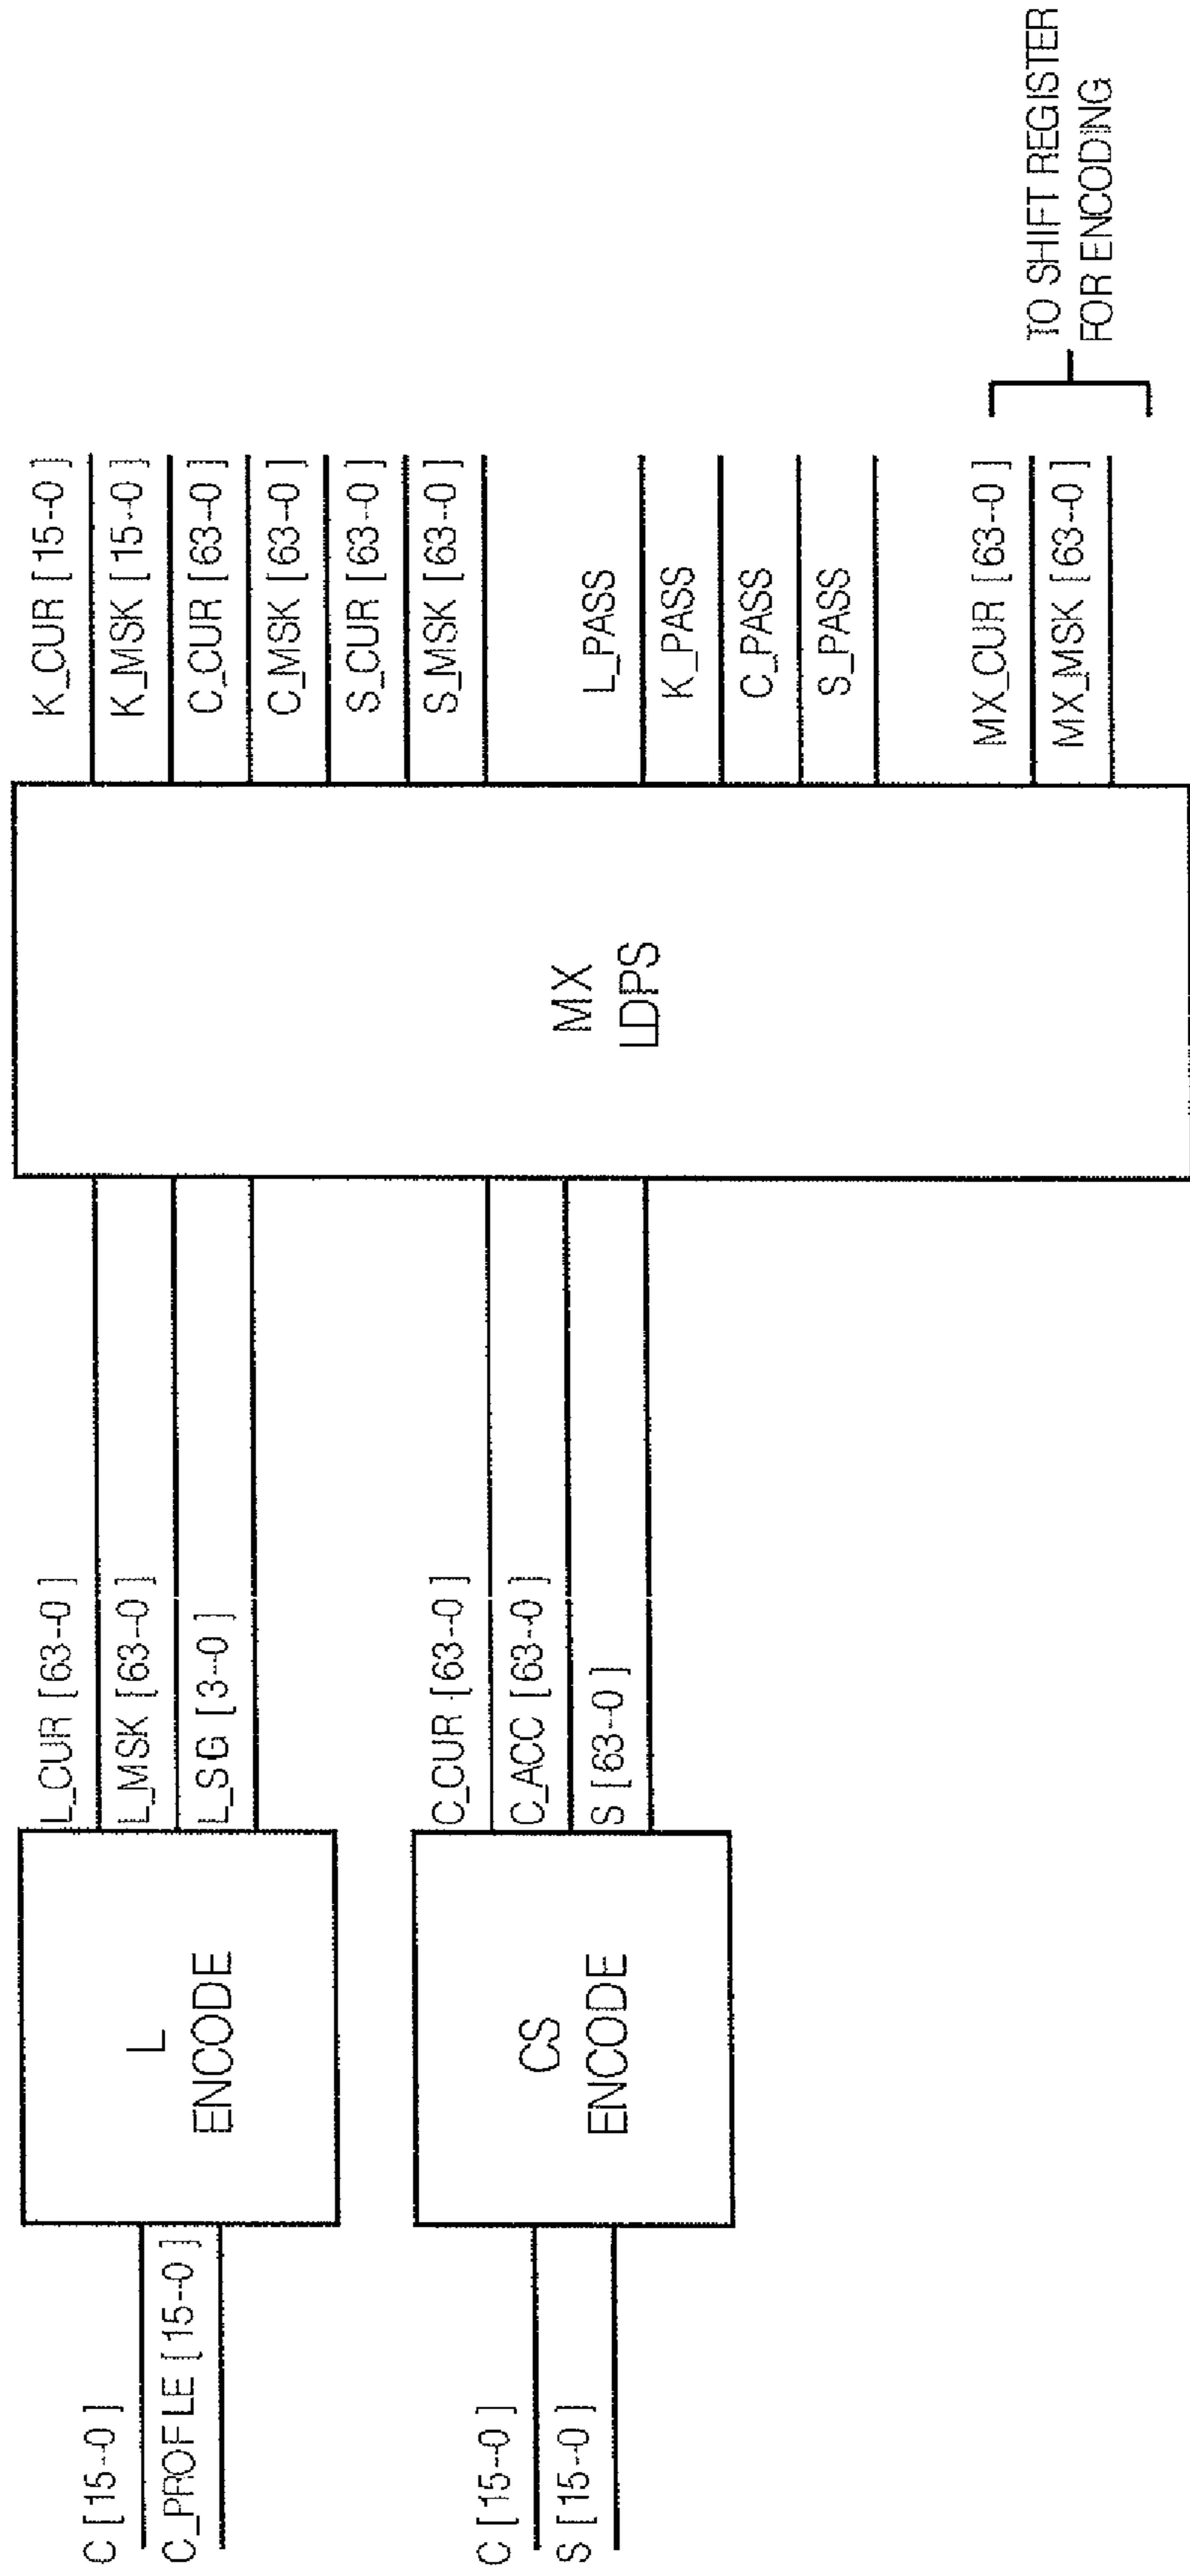 C [ 15--0 ]
C_PROFILE [ 15--0 ]
C [ 15--0 ]
S [ 15--0 ]
L
ENCODE
CS
ENCODE
L_CUR [ 63--0 ]
L_MSK [ 63--0 ]
L_SG [ 3--0 ]
C_CUR [ 63--0 ]
C_ACC [ 63--0 ]
S [ 63--0 ]
MX
LDPS
K_CUR [ 15--0 ]
K_MSK [ 15--0 ]
C_CUR [ 63--0 ]
C_MSK [ 63--0 ]
S_CUR [ 63--0 ]
S_MSK [ 63--0 ]
L_PASS
K_PASS
C_PASS
S_PASS
MX_CUR [ 63--0 ]
MX_MSK [ 63--0 ]
TO SHIFT REGISTER
FOR ENCODING